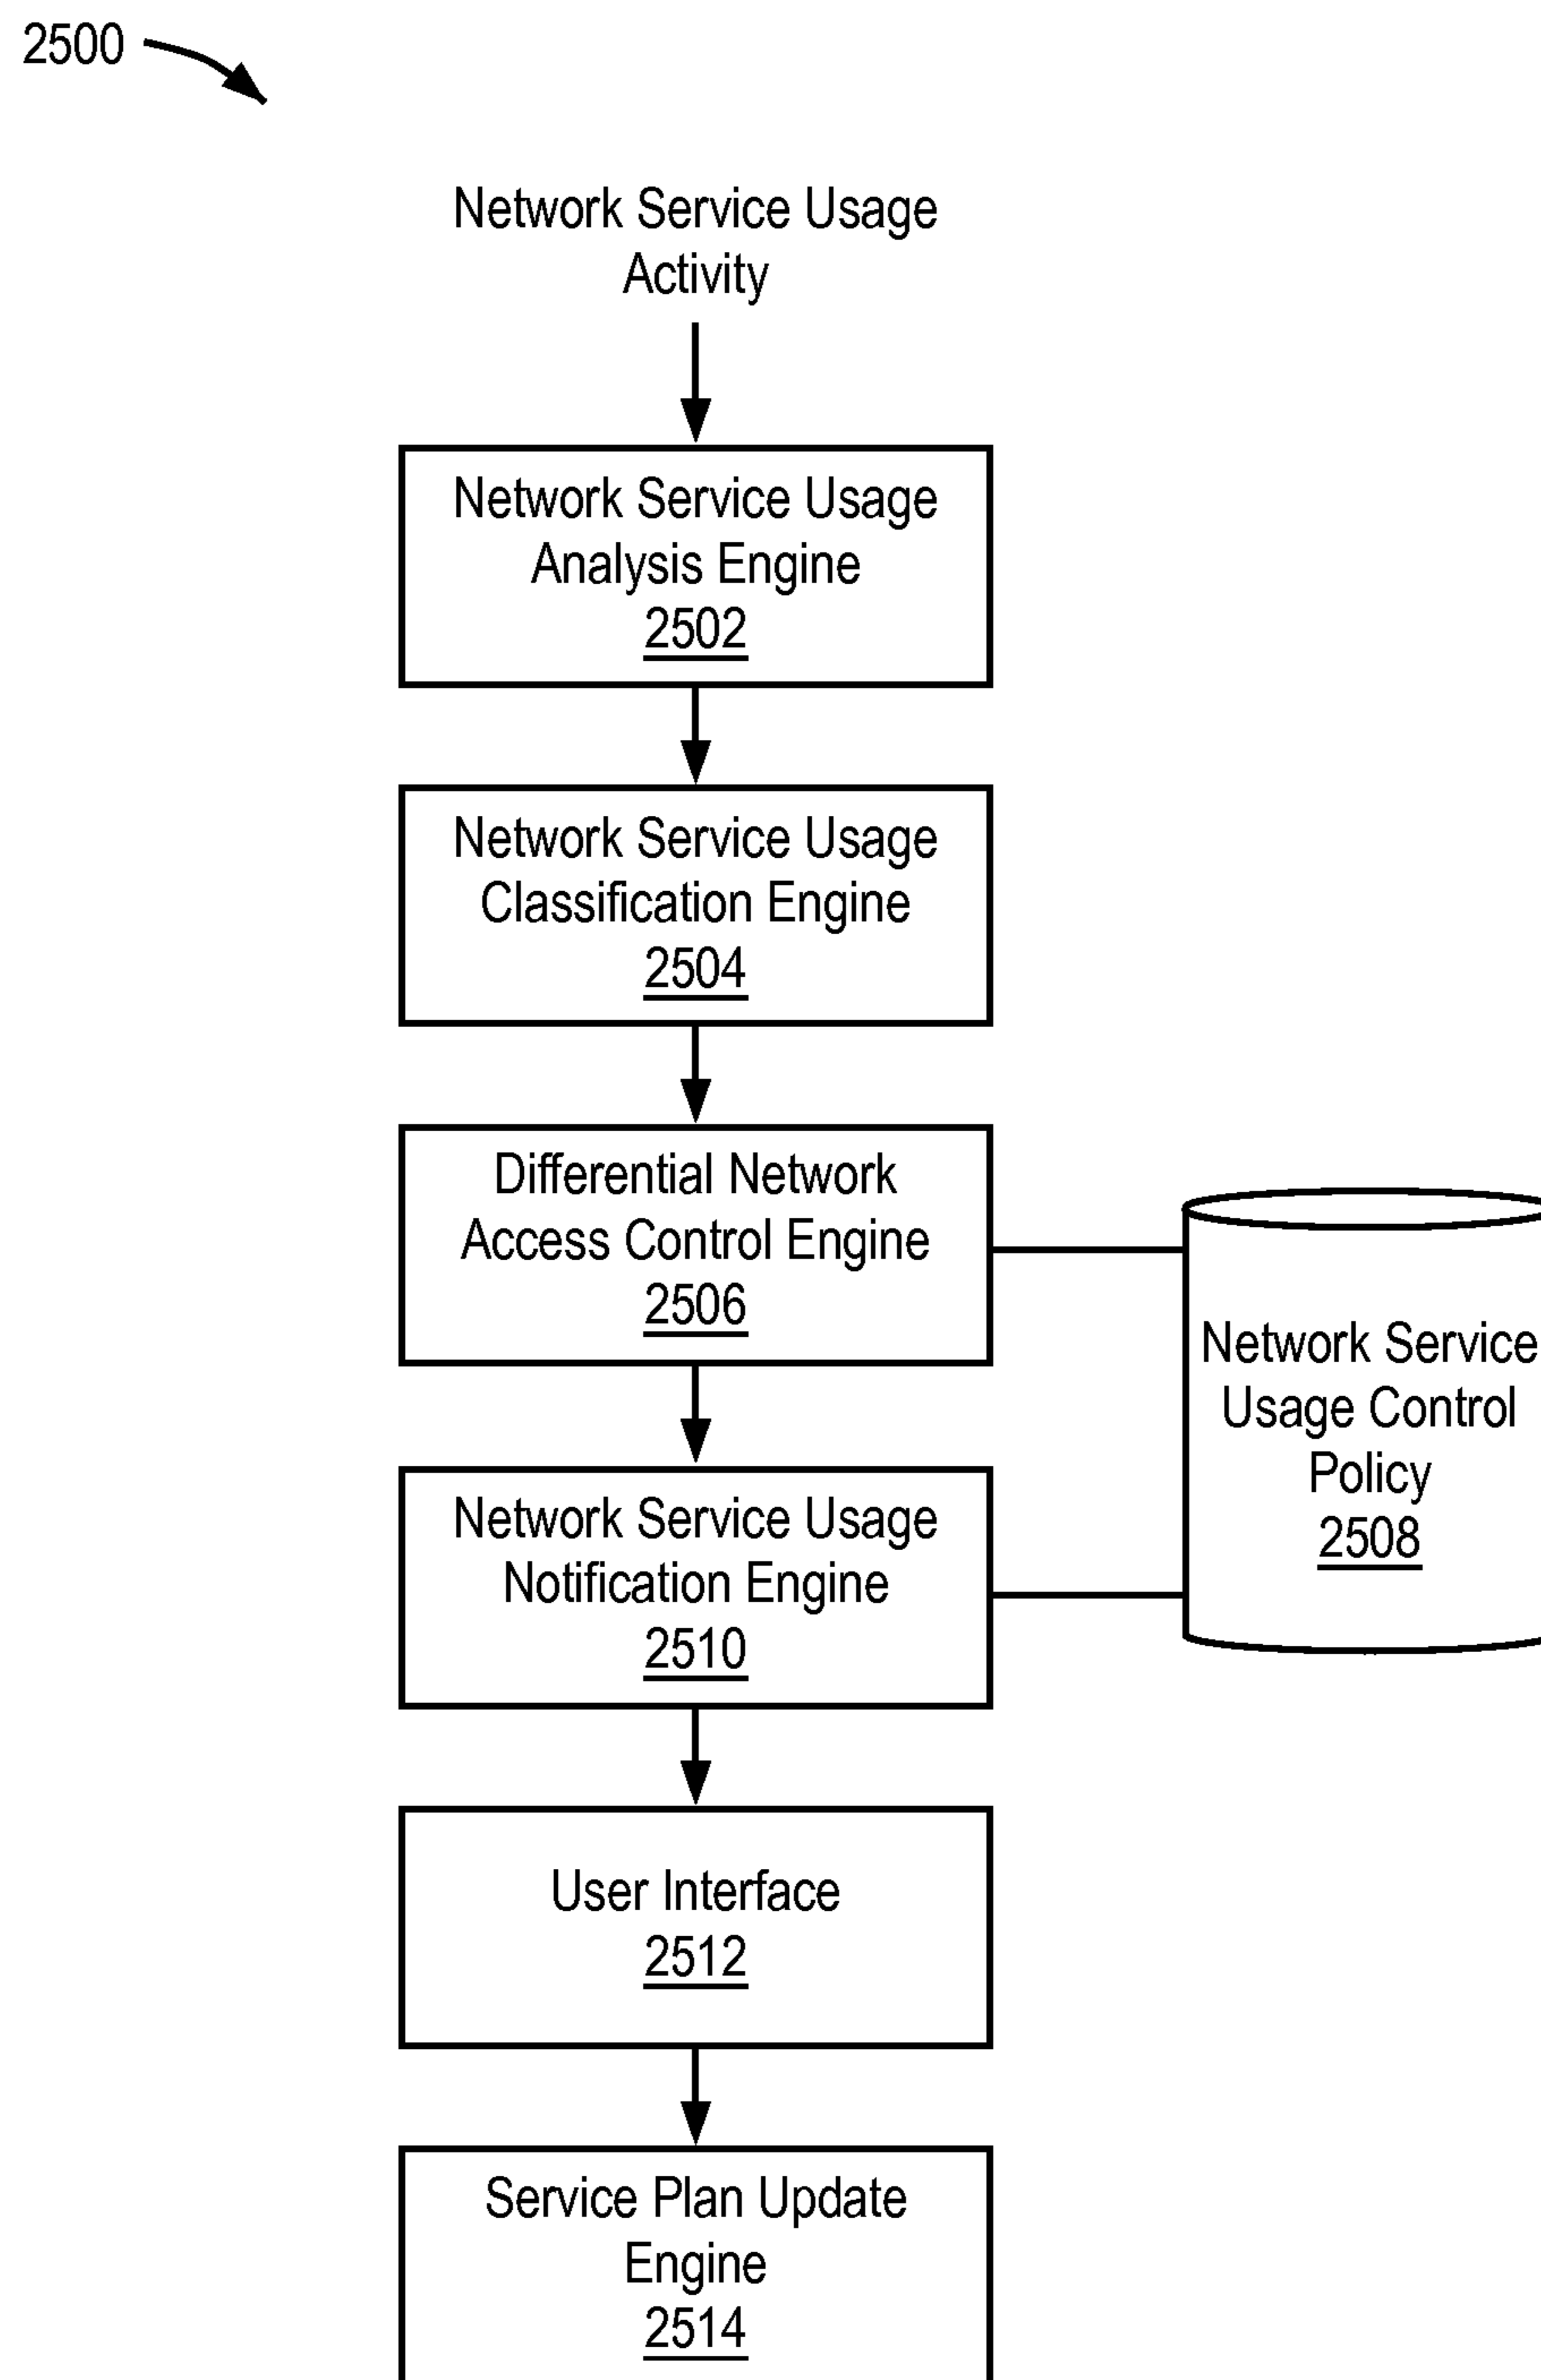 2500
Network Service Usage
Activity
Network Service Usage
Analysis Engine
2502
Network Service Usage
Classification Engine
2504
Differential Network
Access Control Engine
2506
Network Service
Usage Control
Policy
2508
Network Service Usage
Notification Engine
2510
User Interface
2512
Service Plan Update
Engine
2514